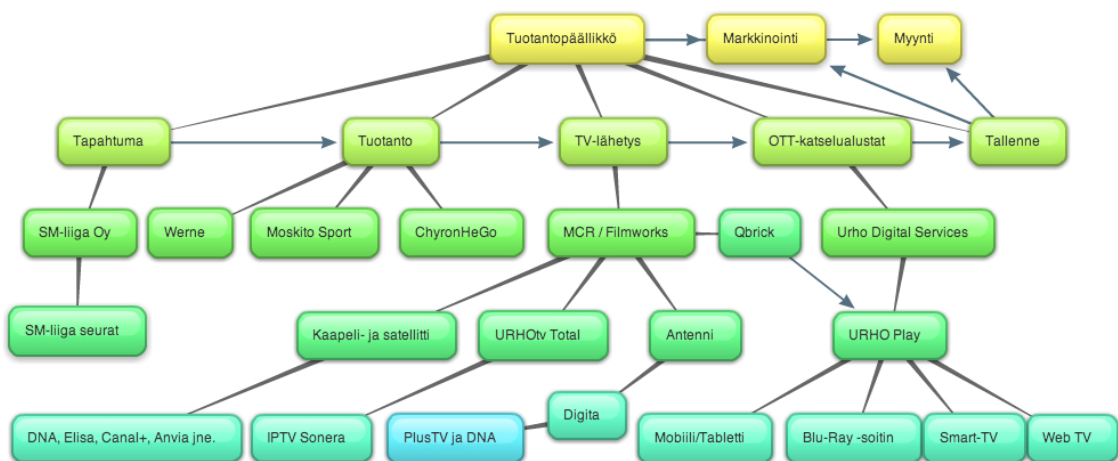 Tuotantopäällikkö
Markkinointi
Myynti
Tapahtuma
Tuotanto
TV-lähetys
OTT-katselualustat
Tallenne
SM-liiga Oy
Werne
Moskito Sport
ChyronHeGo
MCR / Filmworks
Qbrick
Urho Digital Services
SM-liiga seurat
Kaapeli- ja satellitti
URHOtv Total
Antenni
URHO Play
DNA, Elisa, Canal+, Anvia jne.
IPTV Sonera
PlusTV ja DNA
Digita
Mobiili/Tabletti
Blu-Ray -soitin
Smart-TV
Web TV